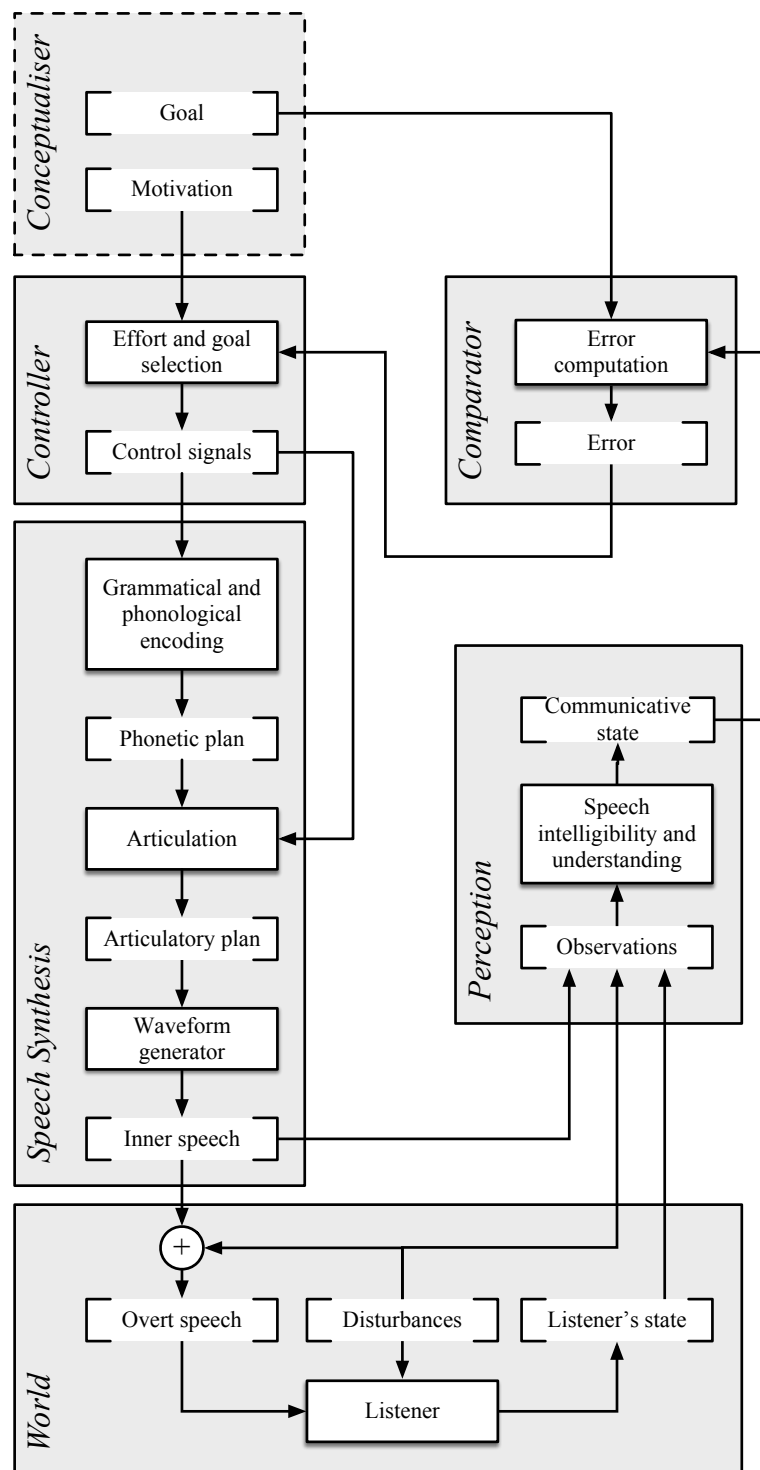 Conceptualiser
Goal
Motivation
Controller
Effort and goal
selection
Control signals
Comparator
Error
computation
Error
Speech Synthesis
Grammatical and
phonological
encoding
Phonetic plan
Articulation
Articulatory plan
Waveform
generator
Inner speech
Perception
Communicative
state
Speech
intelligibility and
understanding
Observations
World
+
Overt speech
Disturbances
Listener’s state
Listener